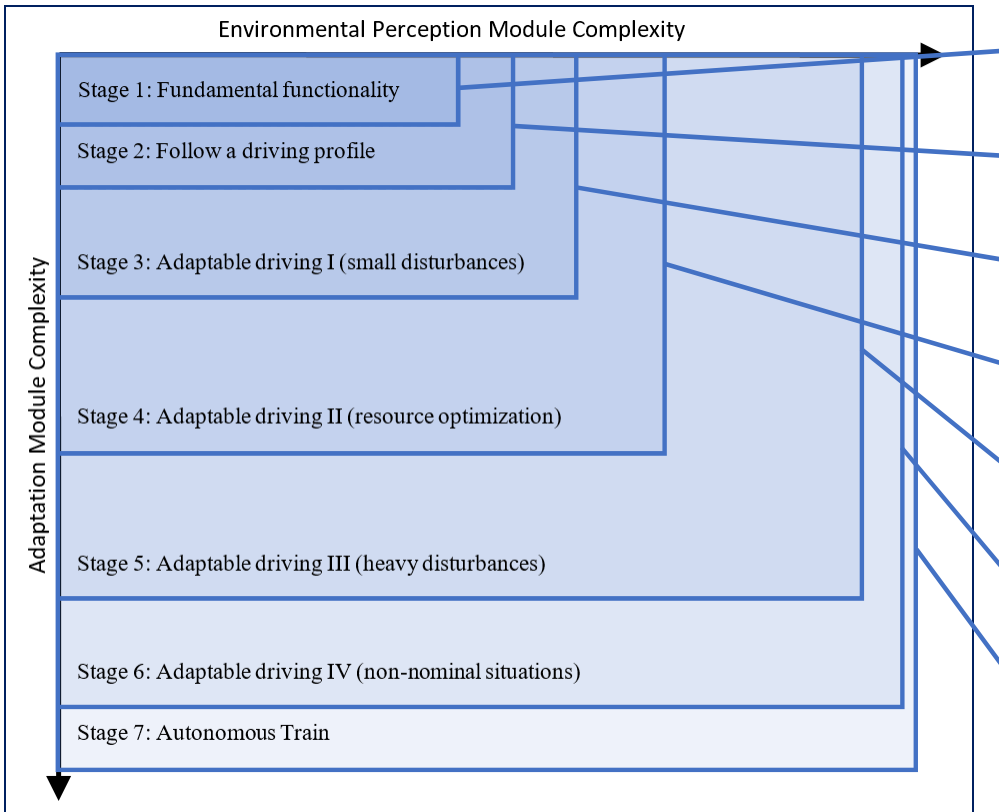 Environmental Perception Module Complexity
Stage 1: Fundamental functionality
Stage 2: Follow a driving profile
Stage 3: Adaptable driving I (small disturbances)
Adaptation Module Complexity
Stage 4: Adaptable driving II (resource optimization)
Stage 5: Adaptable driving III (heavy disturbances)
Stage 6: Adaptable driving IV (non-nominal situations)
Stage 7: Autonomous Train